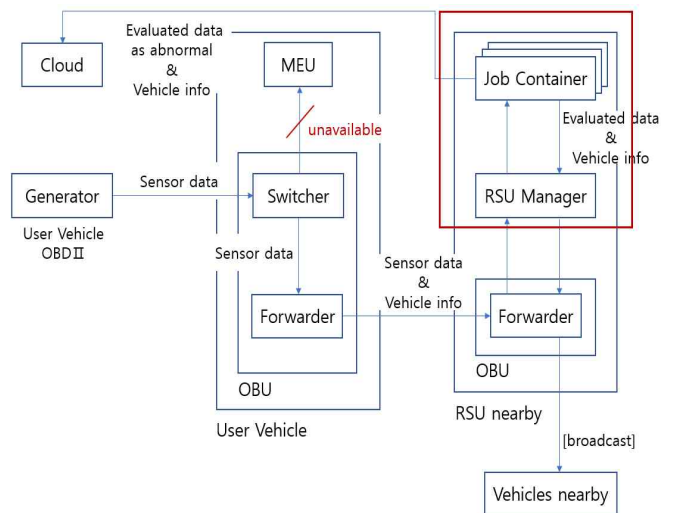 Evaluated data
as abnormal
&
Vehicle info
Cloud
MEU
Job Container
unavailable
Evaluated data
&
Vehicle info
Generator
Sensor data
Switcher
RSU Manager
User Vehicle
OBDⅡ
Sensor data
Sensor data
&
Vehicle info
Forwarder
Forwarder
OBU
OBU
User Vehicle
RSU nearby
[broadcast]
Vehicles nearby